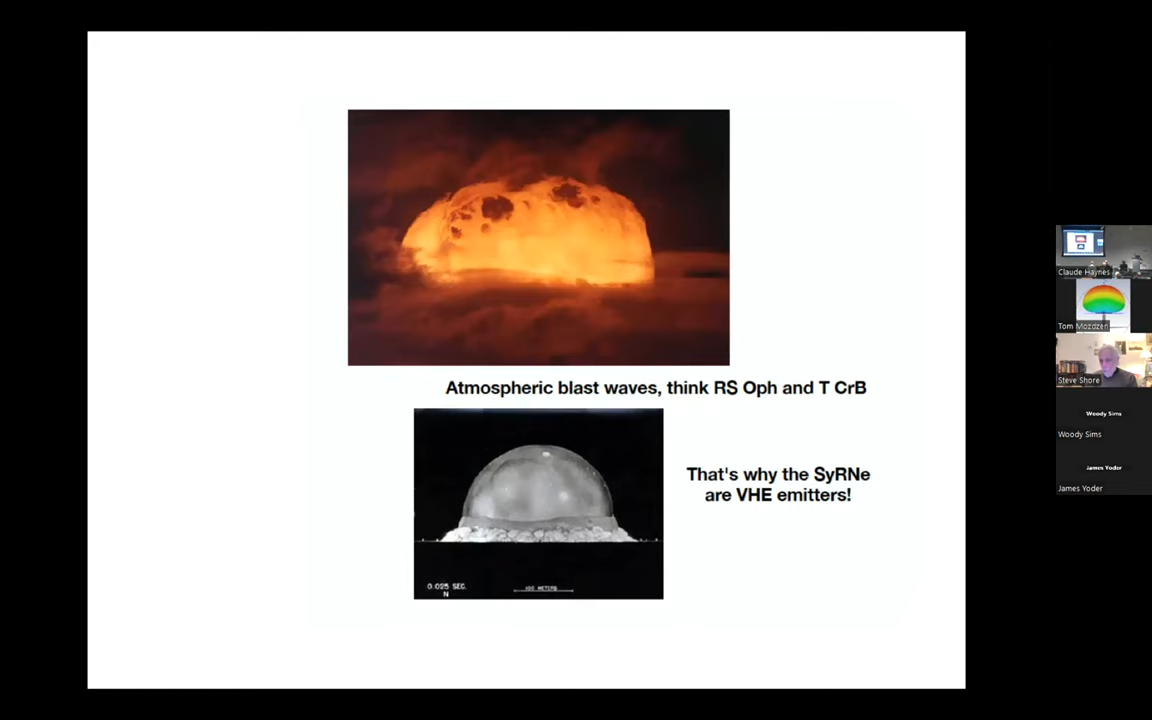 Atmospheric blast waves, think RS Oph and T CrB
That's why the SyRNe
are VHE emitters!
0.025 SEC.
N
100 METERS
Claude Haynes
Tom Mozdzen
Steve Shore
Woody Sims
Woody Sims
James Yoder
James Yoder